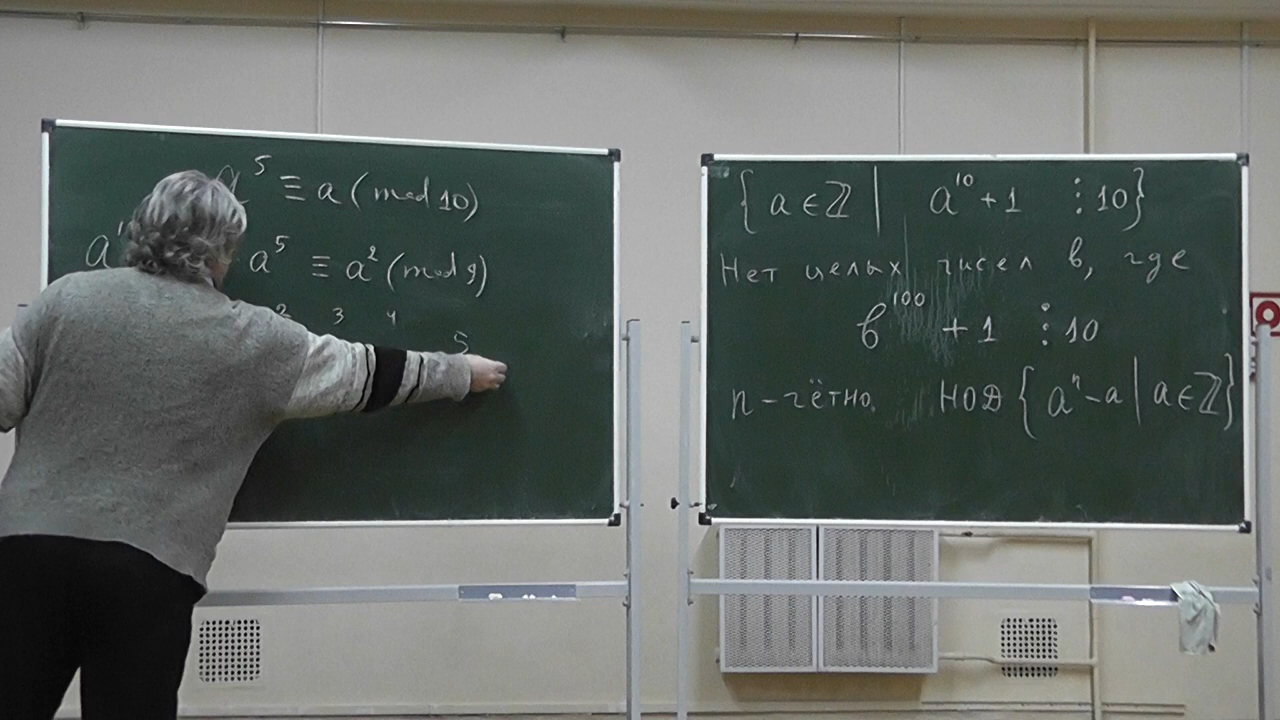 a⁵ ≡ a (mod 10)
a⁵ ≡ a² (mod 9)
2 3 4
5
{ a ∈ ℤ | a¹⁰ + 1 ⋮ 10 }
Нет целых чисел b, где
b¹⁰⁰ + 1 ⋮ 10
n – чётно. НОД { aⁿ – a | a ∈ ℤ }